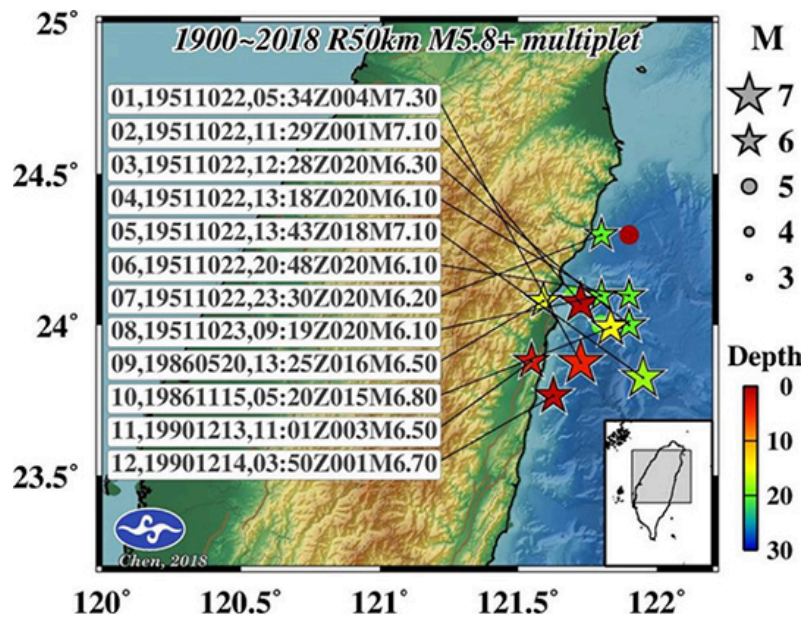 1900~2018 R50km M5.8+ multiplet
M
7
6
5
4
3
01,19511022,05:34Z004M7.30
02,19511022,11:29Z001M7.10
03,19511022,12:28Z020M6.30
04,19511022,13:18Z020M6.10
05,19511022,13:43Z018M7.10
06,19511022,20:48Z020M6.10
07,19511022,23:30Z020M6.20
08,19511023,09:19Z020M6.10
09,19860520,13:25Z016M6.50
10,19861115,05:20Z015M6.80
11,19901213,11:01Z003M6.50
12,19901214,03:50Z001M6.70
Depth
0
10
20
30
25°
24.5°
24°
23.5°
Chen, 2018
120° 120.5° 121° 121.5° 122°